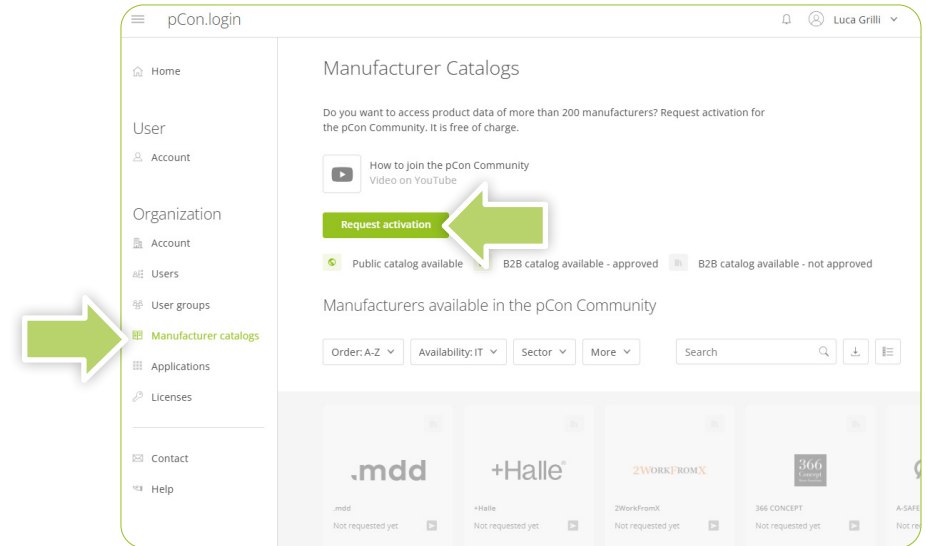 pCon.login
Luca Grilli
Home
User
Account
Organization
Account
Users
User groups
Manufacturer catalogs
Applications
Licenses
Contact
Help
Manufacturer Catalogs
Do you want to access product data of more than 200 manufacturers? Request activation for
the pCon Community. It is free of charge.
How to join the pCon Community
Video on YouTube
Request activation
Public catalog available
B2B catalog available - approved
B2B catalog available - not approved
Manufacturers available in the pCon Community
Order: A-Z
Availability: IT
Sector
More
Search
.mdd
+Halle®
2WORKFROMX
366
Concept
.mdd
+Halle
2WorkFromX
366 CONCEPT
A-SAFE
Not requested yet
Not requested yet
Not requested yet
Not requested yet